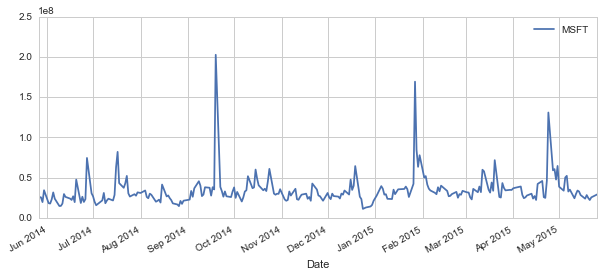 1e8
2.5
2.0
1.5
1.0
0.5
0.0
MSFT
Jun 2014
Jul 2014
Aug 2014
Sep 2014
Oct 2014
Nov 2014
Dec 2014
Jan 2015
Feb 2015
Mar 2015
Apr 2015
May 2015
Date